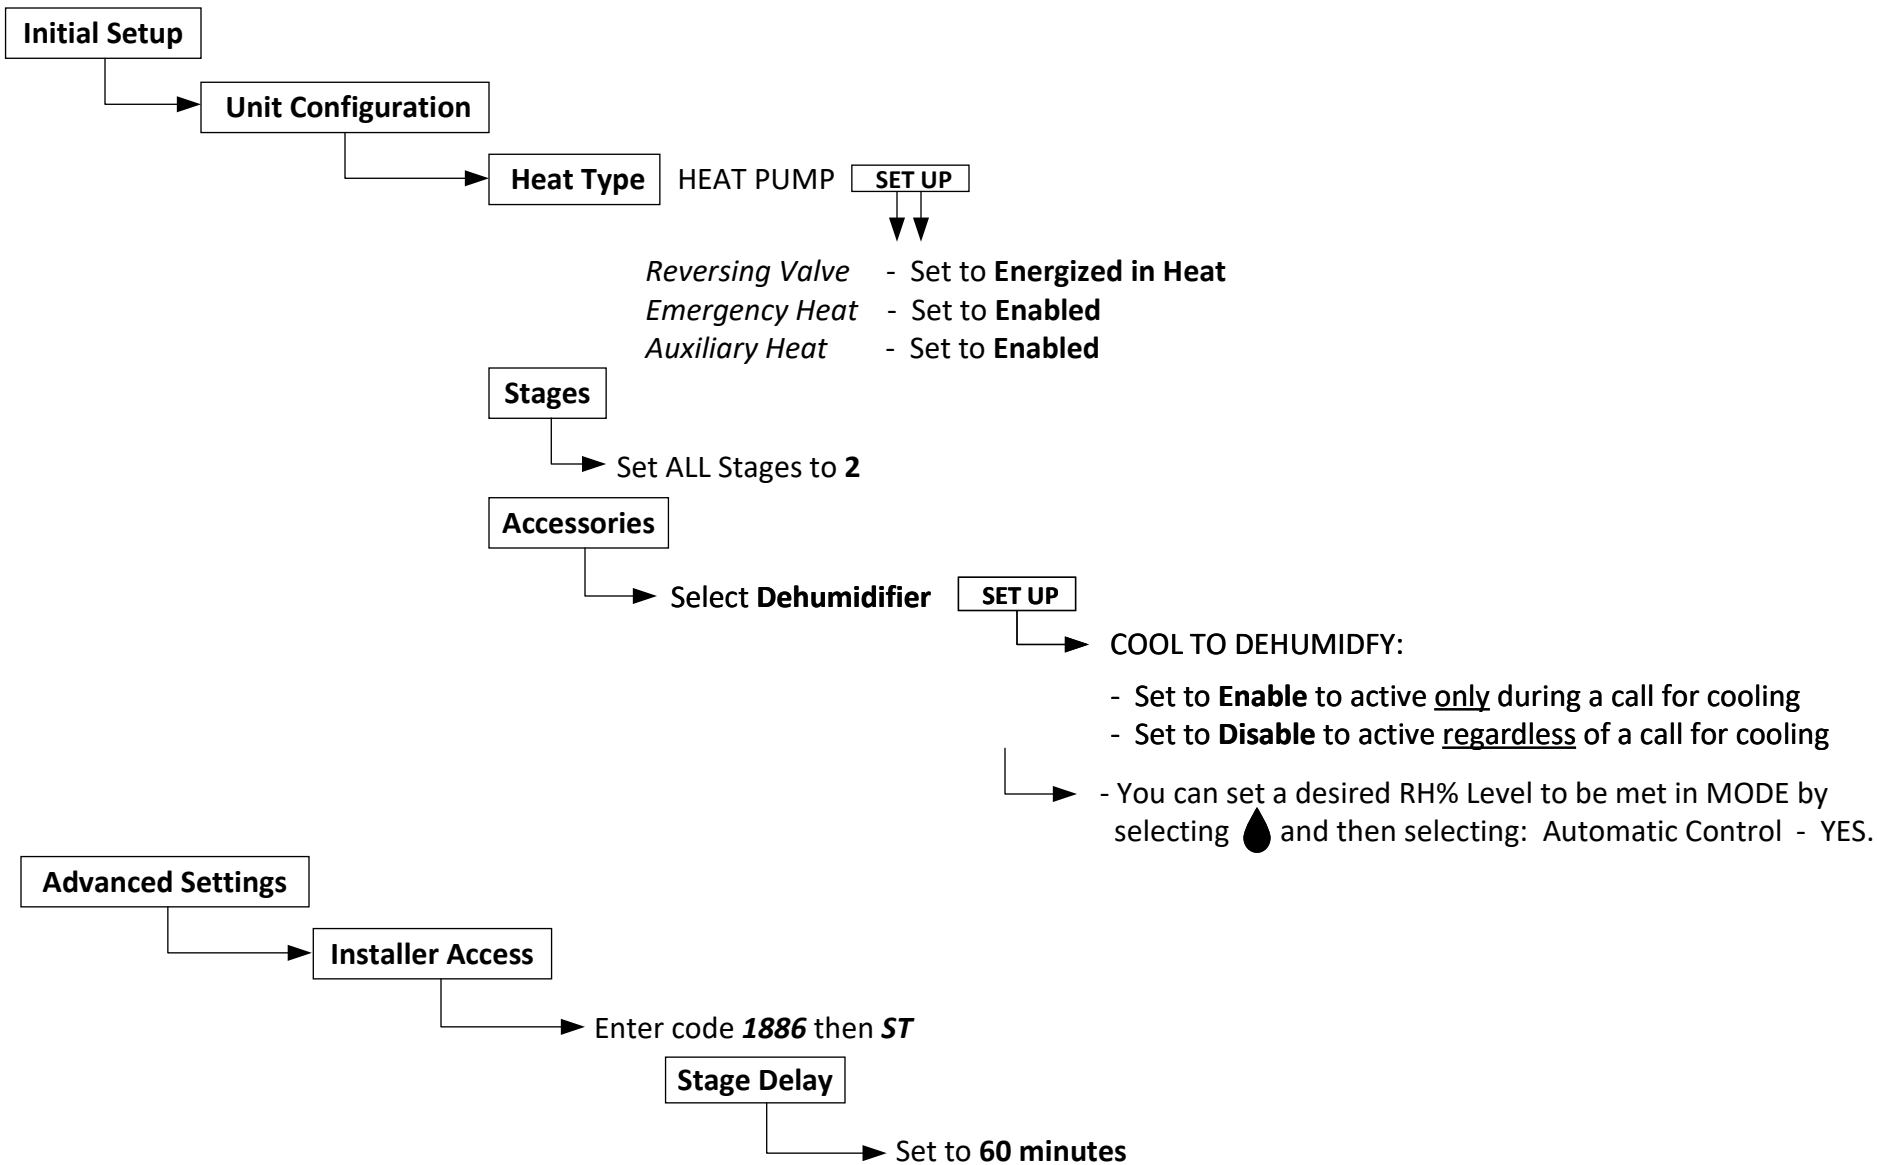 Initial Setup
Unit Configuration
Heat Type HEAT PUMP SET UP
Reversing Valve - Set to Energized in Heat
Emergency Heat - Set to Enabled
Auxiliary Heat - Set to Enabled
Stages
Set ALL Stages to 2
Accessories
Select Dehumidifier SET UP
COOL TO DEHUMIDFY:
- Set to Enable to active only during a call for cooling
- Set to Disable to active regardless of a call for cooling
- You can set a desired RH% Level to be met in MODE by
selecting and then selecting: Automatic Control - YES.
Advanced Settings
Installer Access
Enter code 1886 then ST
Stage Delay
Set to 60 minutes